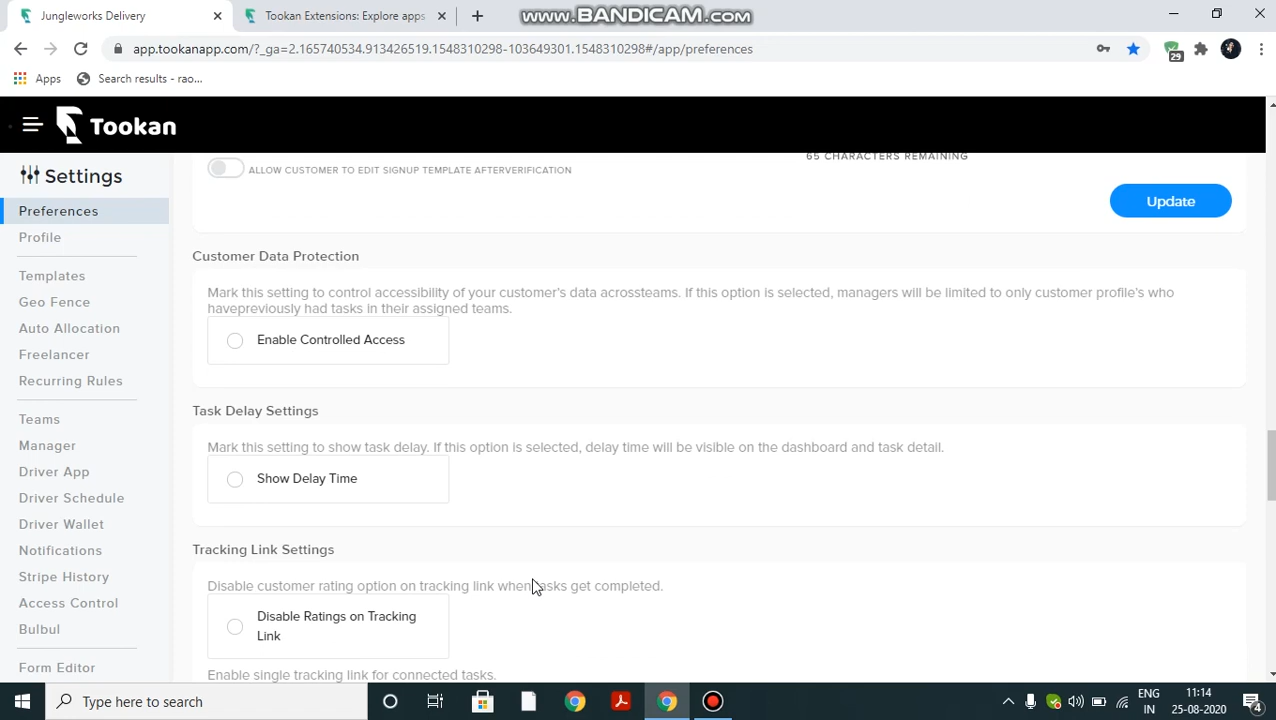 Jungleworks Delivery
Tookan Extensions: Explore apps
www.BANDICAM.com
app.tookanapp.com/?_ga=2.165740534.913426519.1548310298-103649301.1548310298#/app/preferences
29
Apps
Search results - rao...
Tookan
Settings
Preferences
Profile
Templates
Geo Fence
Auto Allocation
Freelancer
Recurring Rules
Teams
Manager
Driver App
Driver Schedule
Driver Wallet
Notifications
Stripe History
Access Control
Bulbul
Form Editor
65 CHARACTERS REMAINING
ALLOW CUSTOMER TO EDIT SIGNUP TEMPLATE AFTERVERIFICATION
Update
Customer Data Protection
Mark this setting to control accessibility of your customer's data acrossteams. If this option is selected, managers will be limited to only customer profile's who
havepreviously had tasks in their assigned teams.
Enable Controlled Access
Task Delay Settings
Mark this setting to show task delay. If this option is selected, delay time will be visible on the dashboard and task detail.
Show Delay Time
Tracking Link Settings
Disable customer rating option on tracking link when tasks get completed.
Disable Ratings on Tracking
Link
Enable single tracking link for connected tasks.
Type here to search
ENG
IN
11:14
25-08-2020
4